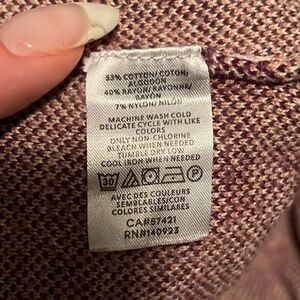 53% COTTON/COTON/
ALGODON
40% RAYON/RAYONNE/
RAYÓN
7% NYLON/NILÓN
MACHINE WASH COLD
DELICATE CYCLE WITH LIKE
COLORS
ONLY NON-CHLORINE
BLEACH WHEN NEEDED
TUMBLE DRY LOW
COOL IRON WHEN NEEDED
30 P
AVEC DES COULEURS
SEMBLABLES/CON
COLORES SIMILARES
CA#57421
RN#140923